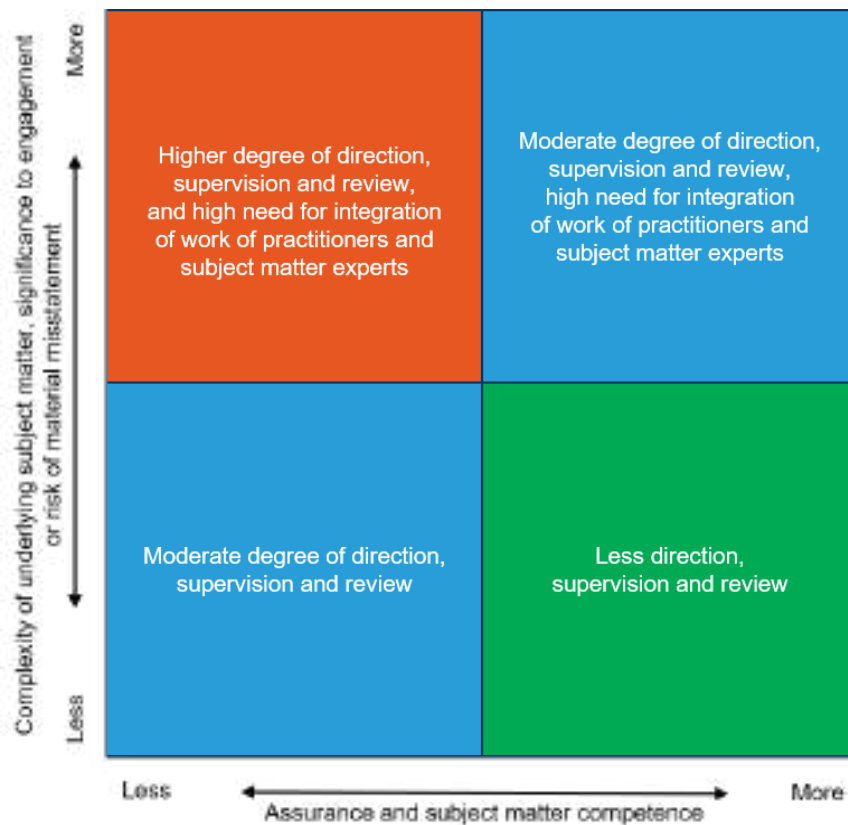 Complexity of underlying subject matter, significance to engagement
or risk of material misstatement
More
Less
Higher degree of direction,
supervision and review,
and high need for integration
of work of practitioners and
subject matter experts
Moderate degree of direction,
supervision and review,
high need for integration
of work of practitioners and
subject matter experts
Moderate degree of direction,
supervision and review
Less direction,
supervision and review
Less
More
Assurance and subject matter competence